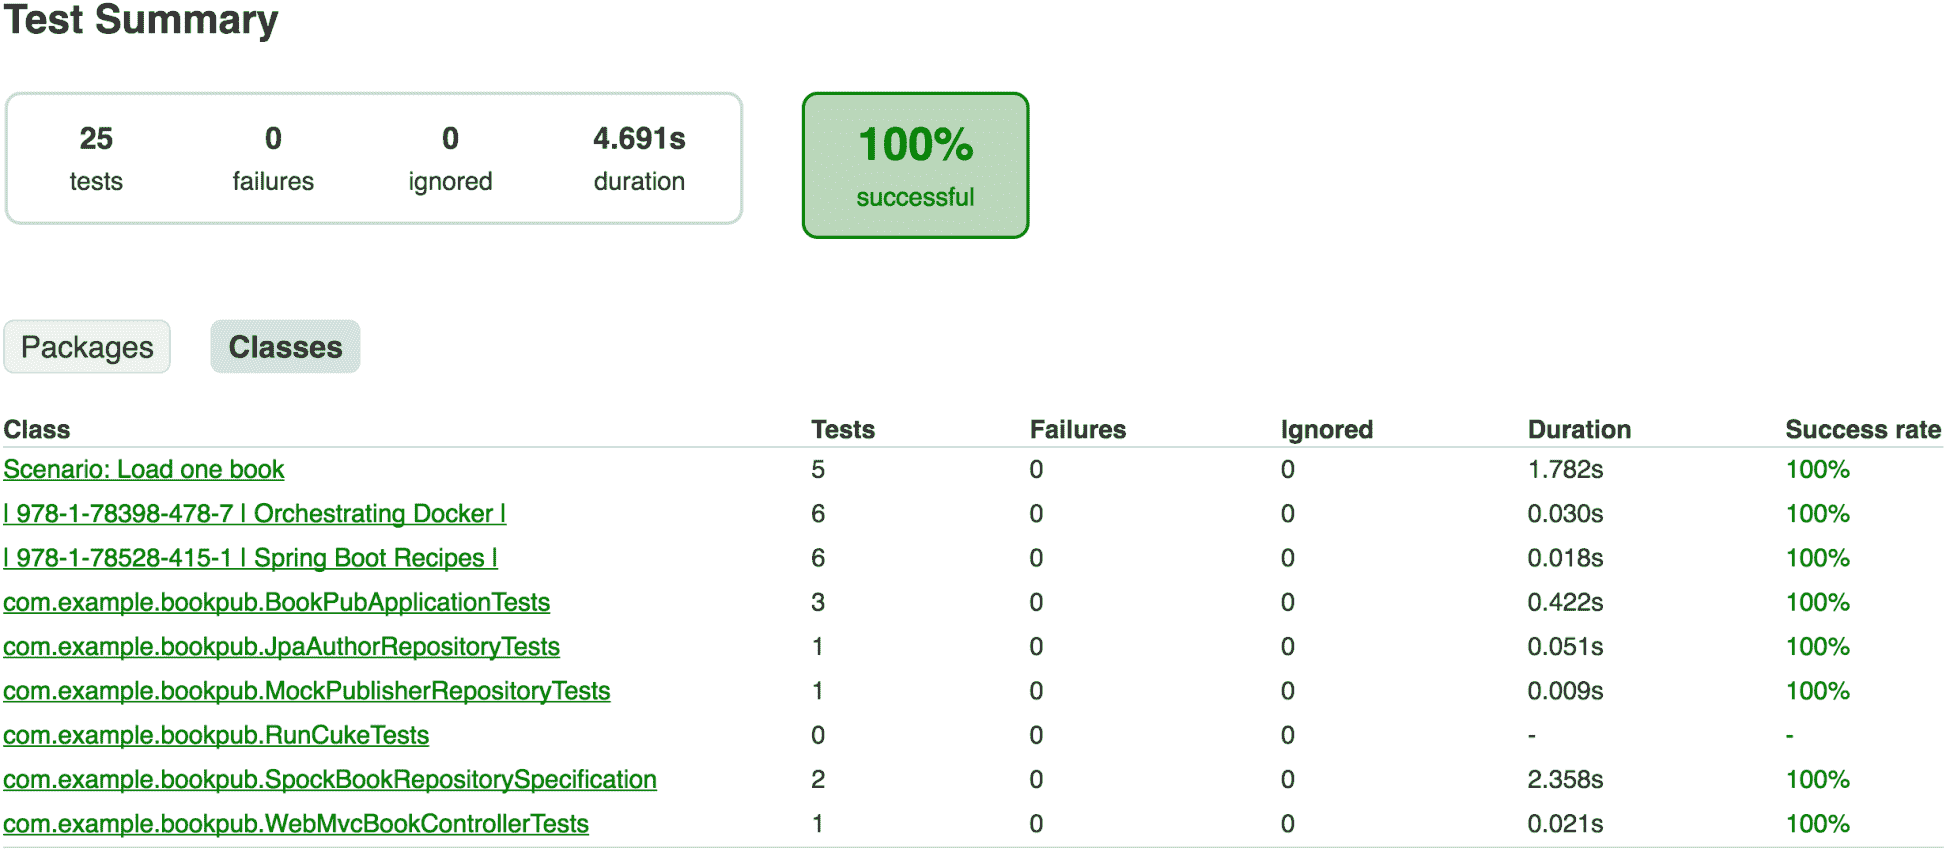 Test Summary
25 0 0 4.691s
tests failures ignored duration
100%
successful
Packages Classes
Class Tests Failures Ignored Duration Success rate
Scenario: Load one book 5 0 0 1.782s 100%
| 978-1-78398-478-7 | Orchestrating Docker | 6 0 0 0.030s 100%
| 978-1-78528-415-1 | Spring Boot Recipes | 6 0 0 0.018s 100%
com.example.bookpub.BookPubApplicationTests 3 0 0 0.422s 100%
com.example.bookpub.JpaAuthorRepositoryTests 1 0 0 0.051s 100%
com.example.bookpub.MockPublisherRepositoryTests 1 0 0 0.009s 100%
com.example.bookpub.RunCukeTests 0 0 0 - -
com.example.bookpub.SpockBookRepositorySpecification 2 0 0 2.358s 100%
com.example.bookpub.WebMvcBookControllerTests 1 0 0 0.021s 100%